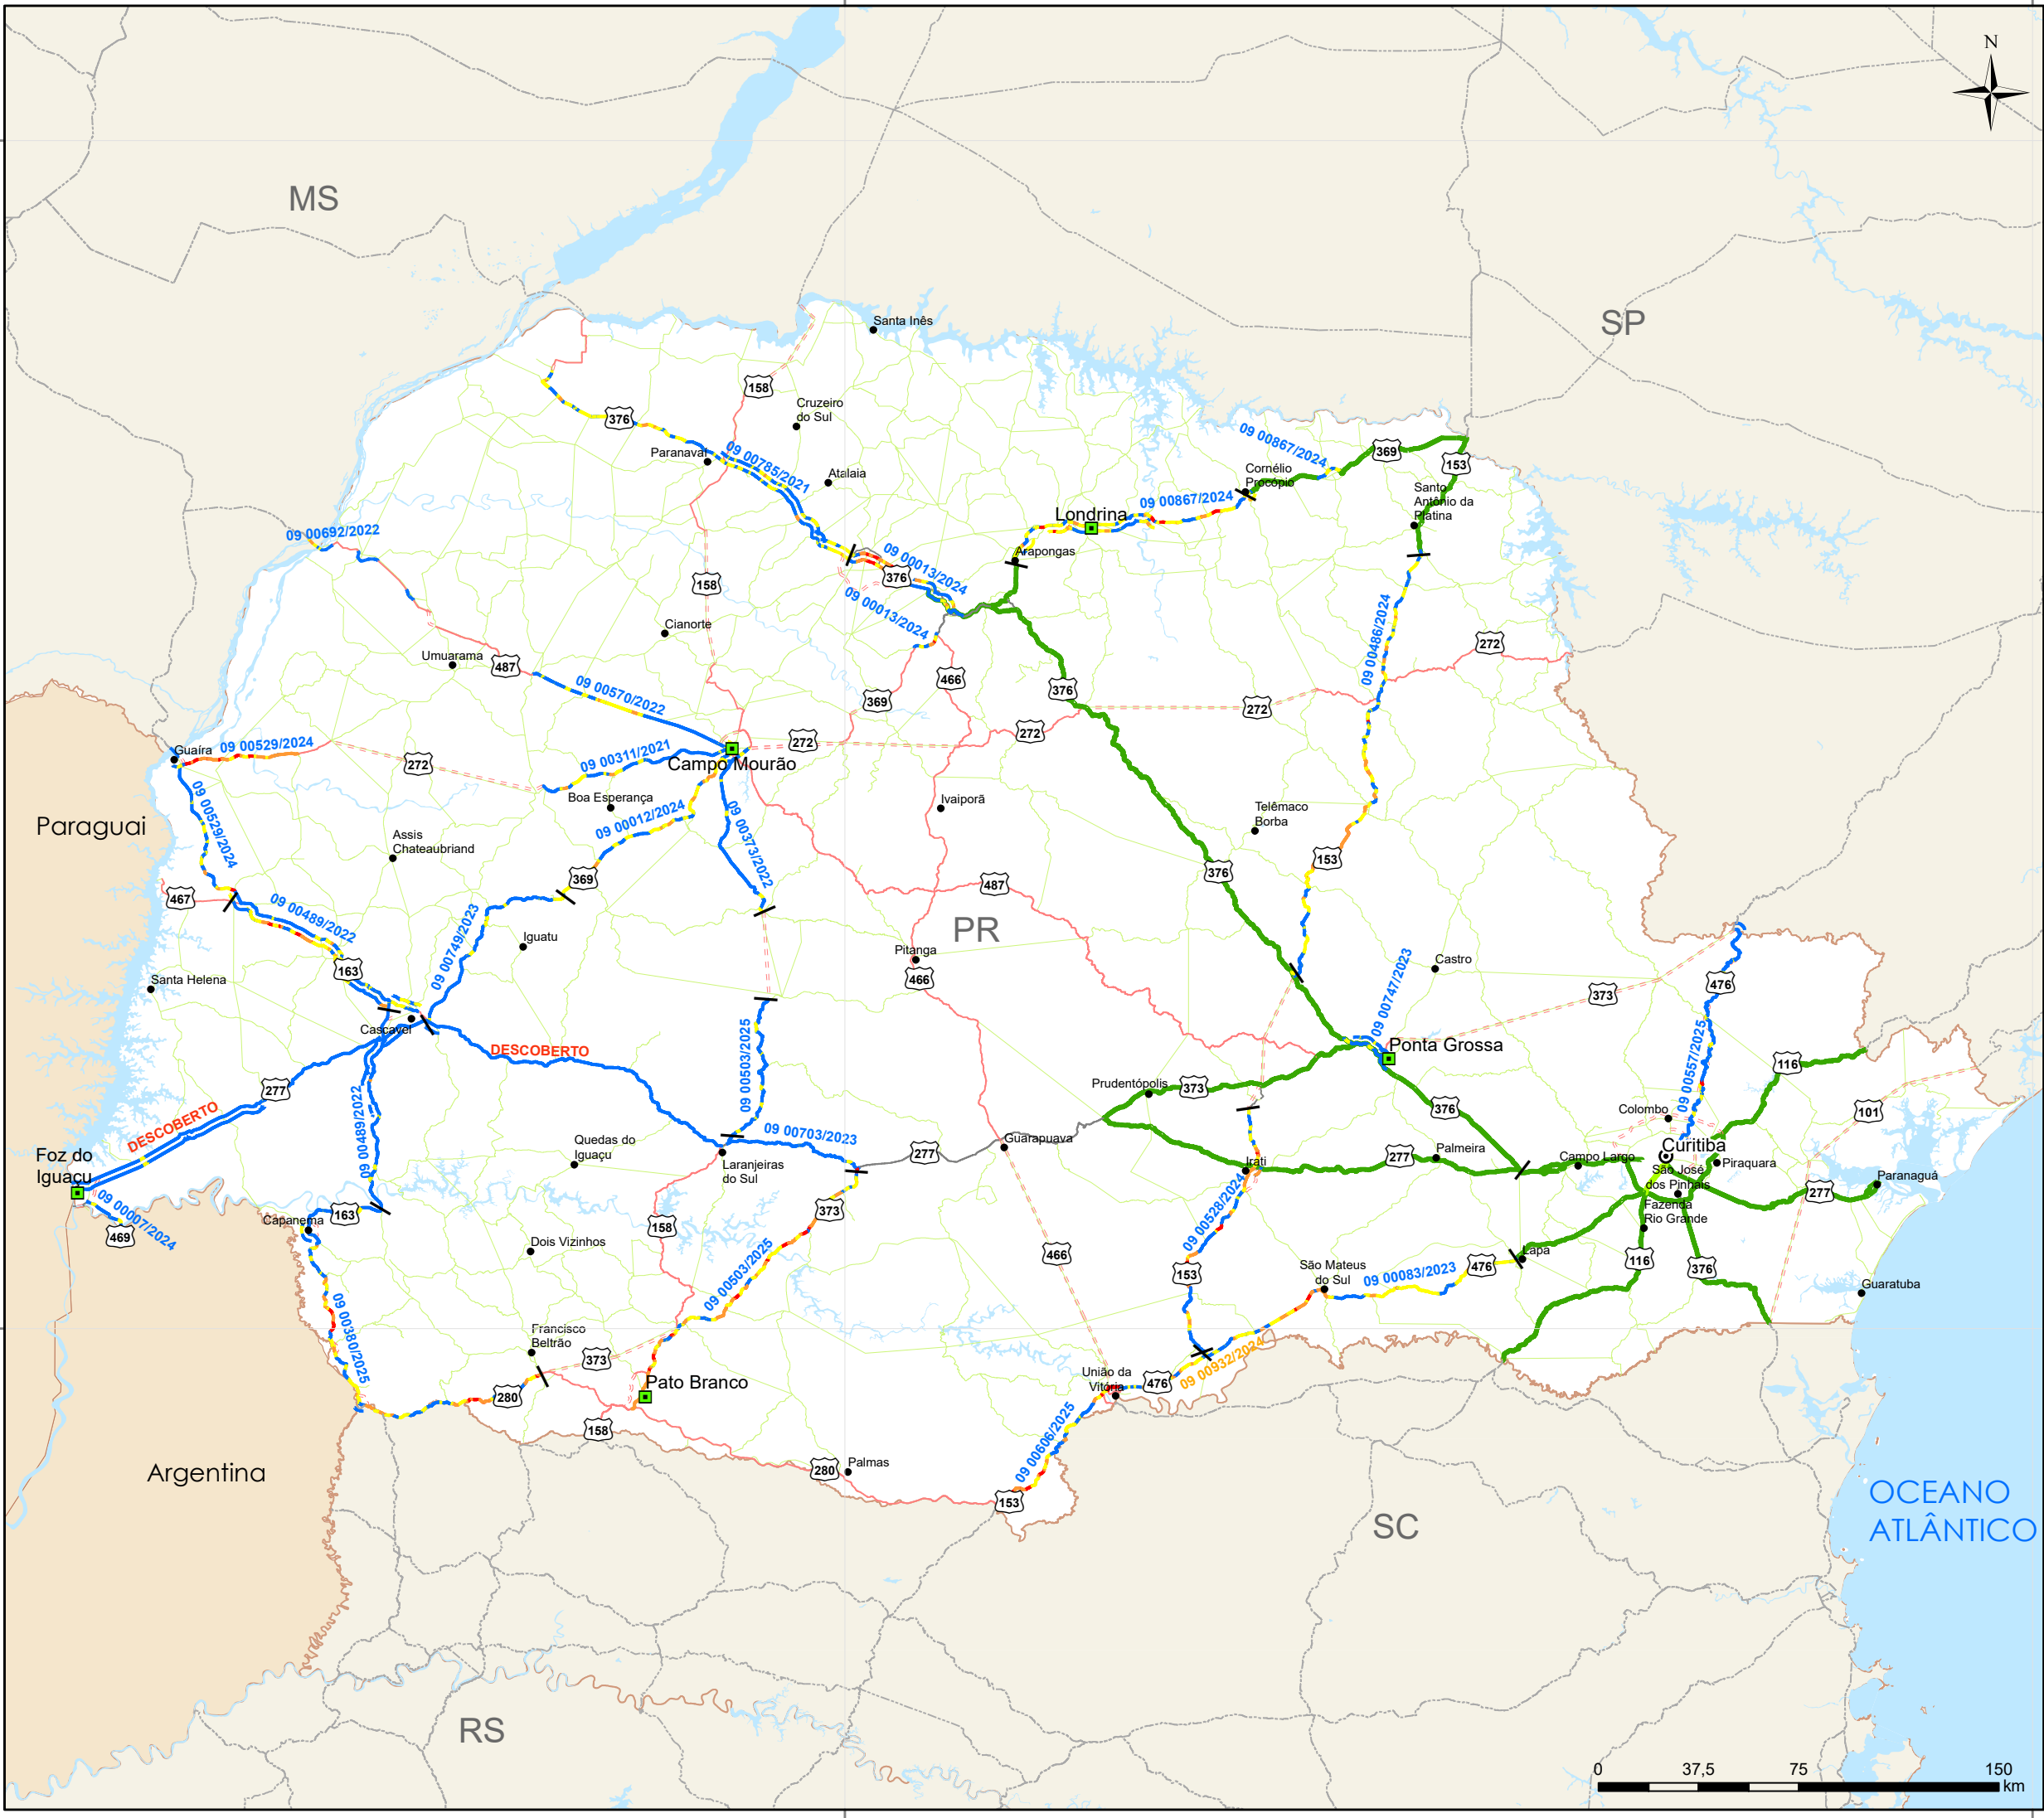 N
MS
SP
Santa Inês
158
Cruzeiro
do Sul
376
369
09 00867/2024
Paranavaí
09 00785/2021
153
Cornélio
Procópio
Atalaia
Santo
Antônio da
Platina
09 00867/2024
Londrina
09 00692/2022
Arapongas
09 00013/2024
376
158
09 00013/2024
Cianorte
09 00486/2024
272
Umuarama
487
466
376
09 00570/2022
369
272
272
272
Guaíra
09 00529/2024
272
09 00311/2021
Campo Mourão
Boa Esperança
09 00012/2024
09 00529/2024
09 00373/2022
Ivaiporã
Telêmaco
Borba
Paraguai
Assis
Chateaubriand
153
376
369
487
467
09 00489/2022
PR
09 00749/2023
Iguatu
Pitanga
466
163
Castro
Santa Helena
476
373
09 00747/2023
Cascavel
DESCOBERTO
Ponta Grossa
09 00503/2025
09 00557/2025
116
277
Prudentópolis
373
376
Colombo
101
DESCOBERTO
09 00489/2022
09 00703/2023
Guarapuava
Quedas do
Iguaçu
277
Curitiba
Foz do
Iguaçu
Laranjeiras
do Sul
Irati
277
Palmeira
Campo Largo
São José
dos Pinhais
Piraquara
Paranaguá
277
09 00007/2024
469
Capanema
163
158
373
Fazenda
Rio Grande
09 00528/2024
Dois Vizinhos
09 00503/2025
466
153
São Mateus
do Sul
09 00083/2023
476
Lapa
116
376
Guaratuba
09 00380/2025
Francisco
Beltrão
373
Pato Branco
280
158
União da
Vitória
476
09 00932/2024
09 00606/2025
280
Palmas
153
Argentina
SC
OCEANO
ATLÂNTICO
RS
0 37,5 75 150
km